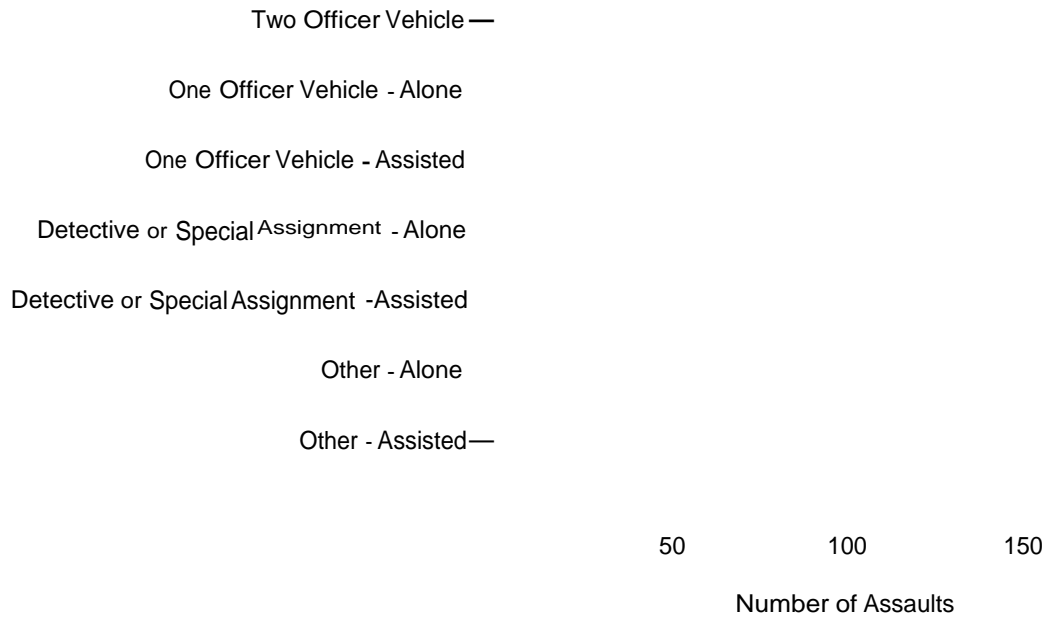 Two Officer Vehicle —
One Officer Vehicle - Alone
One Officer Vehicle - Assisted
Detective or Special Assignment - Alone
Detective or Special Assignment -Assisted
Other - Alone
Other - Assisted —
50 100 150
Number of Assaults